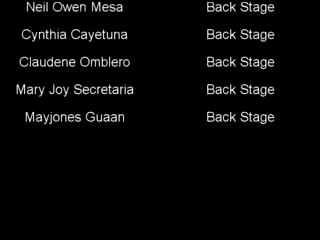 Neil Owen Mesa Back Stage
Cynthia Cayetuna Back Stage
Claudene Omblero Back Stage
Mary Joy Secretaria Back Stage
Mayjones Guaan Back Stage